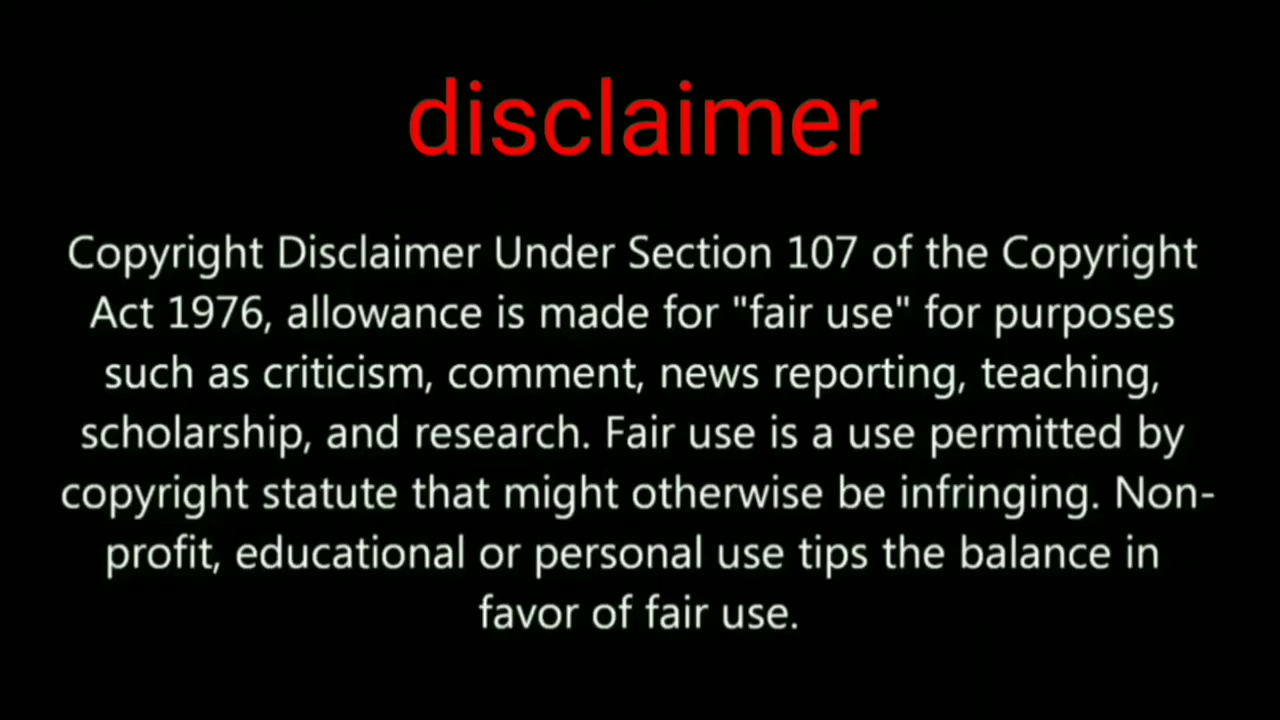 disclaimer
Copyright Disclaimer Under Section 107 of the Copyright
Act 1976, allowance is made for "fair use" for purposes
such as criticism, comment, news reporting, teaching,
scholarship, and research. Fair use is a use permitted by
copyright statute that might otherwise be infringing. Non-
profit, educational or personal use tips the balance in
favor of fair use.